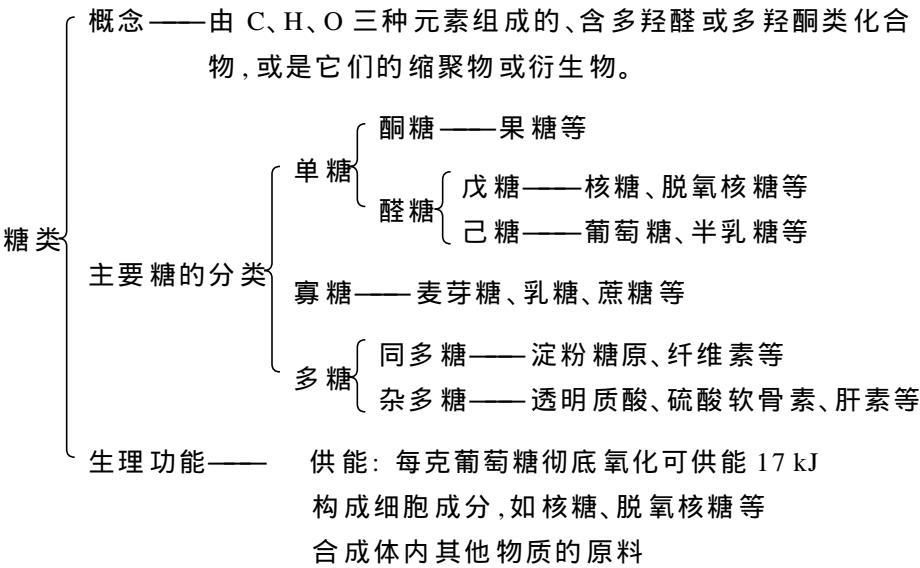 概念——由 C、H、O 三种元素组成的、含多羟醛或多羟酮类化合
物,或是它们的缩聚物或衍生物。
酮糖——果糖等
单糖
戊糖——核糖、脱氧核糖等
醛糖
己糖——葡萄糖、半乳糖等
糖类
主要糖的分类
寡糖——麦芽糖、乳糖、蔗糖等
同多糖——淀粉糖原、纤维素等
多糖
杂多糖——透明质酸、硫酸软骨素、肝素等
生理功能—— 供能: 每克葡萄糖彻底氧化可供能 17 kJ
构成细胞成分,如核糖、脱氧核糖等
合成体内其他物质的原料